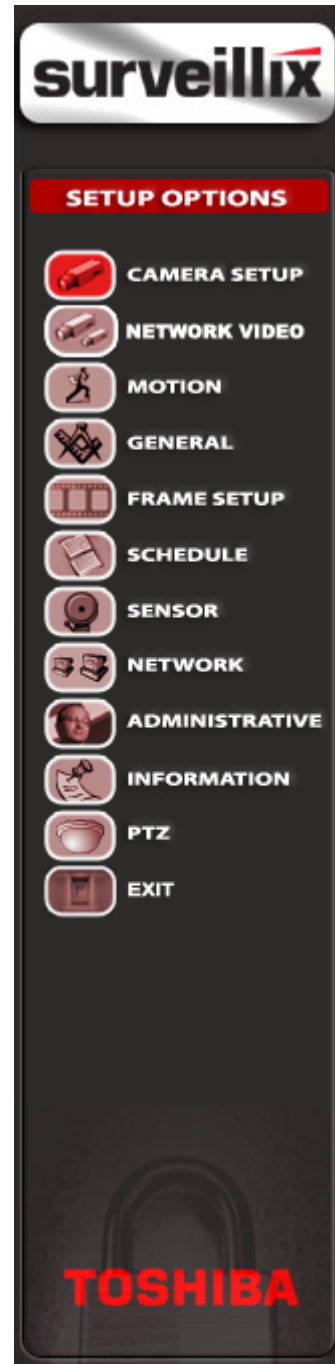 surveillix
SETUP OPTIONS
CAMERA SETUP
NETWORK VIDEO
MOTION
GENERAL
FRAME SETUP
SCHEDULE
SENSOR
NETWORK
ADMINISTRATIVE
INFORMATION
PTZ
EXIT
TOSHIBA